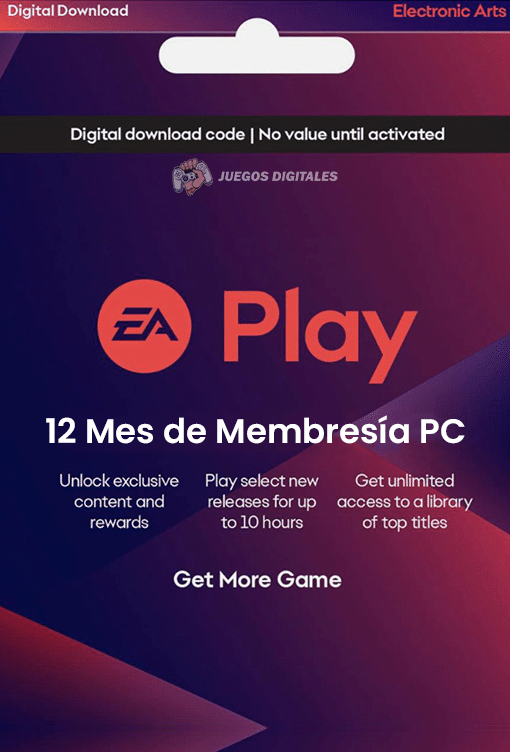 Digital Download
Electronic Arts
Digital download code | No value until activated
JUEGOS DIGITALES
EA Play
12 Mes de Membresía PC
Unlock exclusive
content and
rewards
Play select new
releases for up
to 10 hours
Get unlimited
access to a library
of top titles
Get More Game